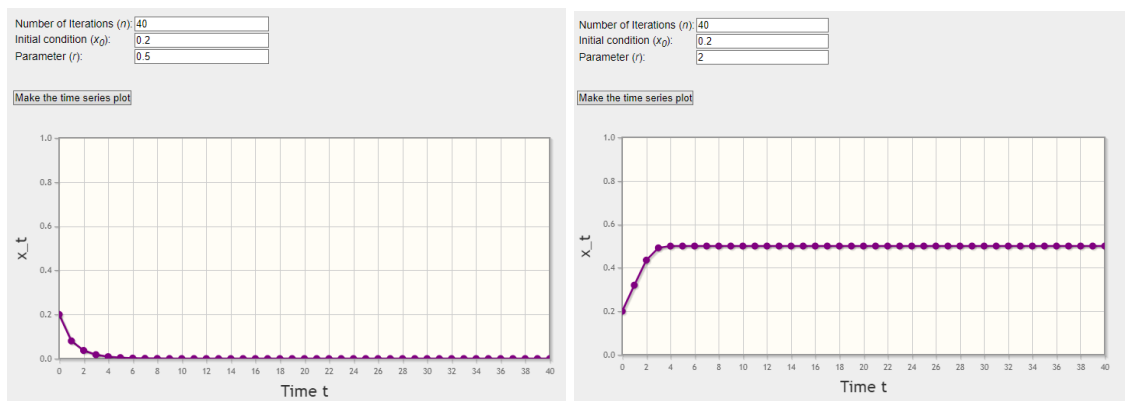 Number of Iterations (n): 40
Initial condition (x0): 0.2
Parameter (r): 0.5
Make the time series plot
1.0
0.8
0.6
0.4
0.2
0.0
x_t
0 2 4 6 8 10 12 14 16 18 20 22 24 26 28 30 32 34 36 38 40
Time t
Number of Iterations (n): 40
Initial condition (x0): 0.2
Parameter (r): 2
Make the time series plot
1.0
0.8
0.6
0.4
0.2
0.0
x_t
0 2 4 6 8 10 12 14 16 18 20 22 24 26 28 30 32 34 36 38 40
Time t